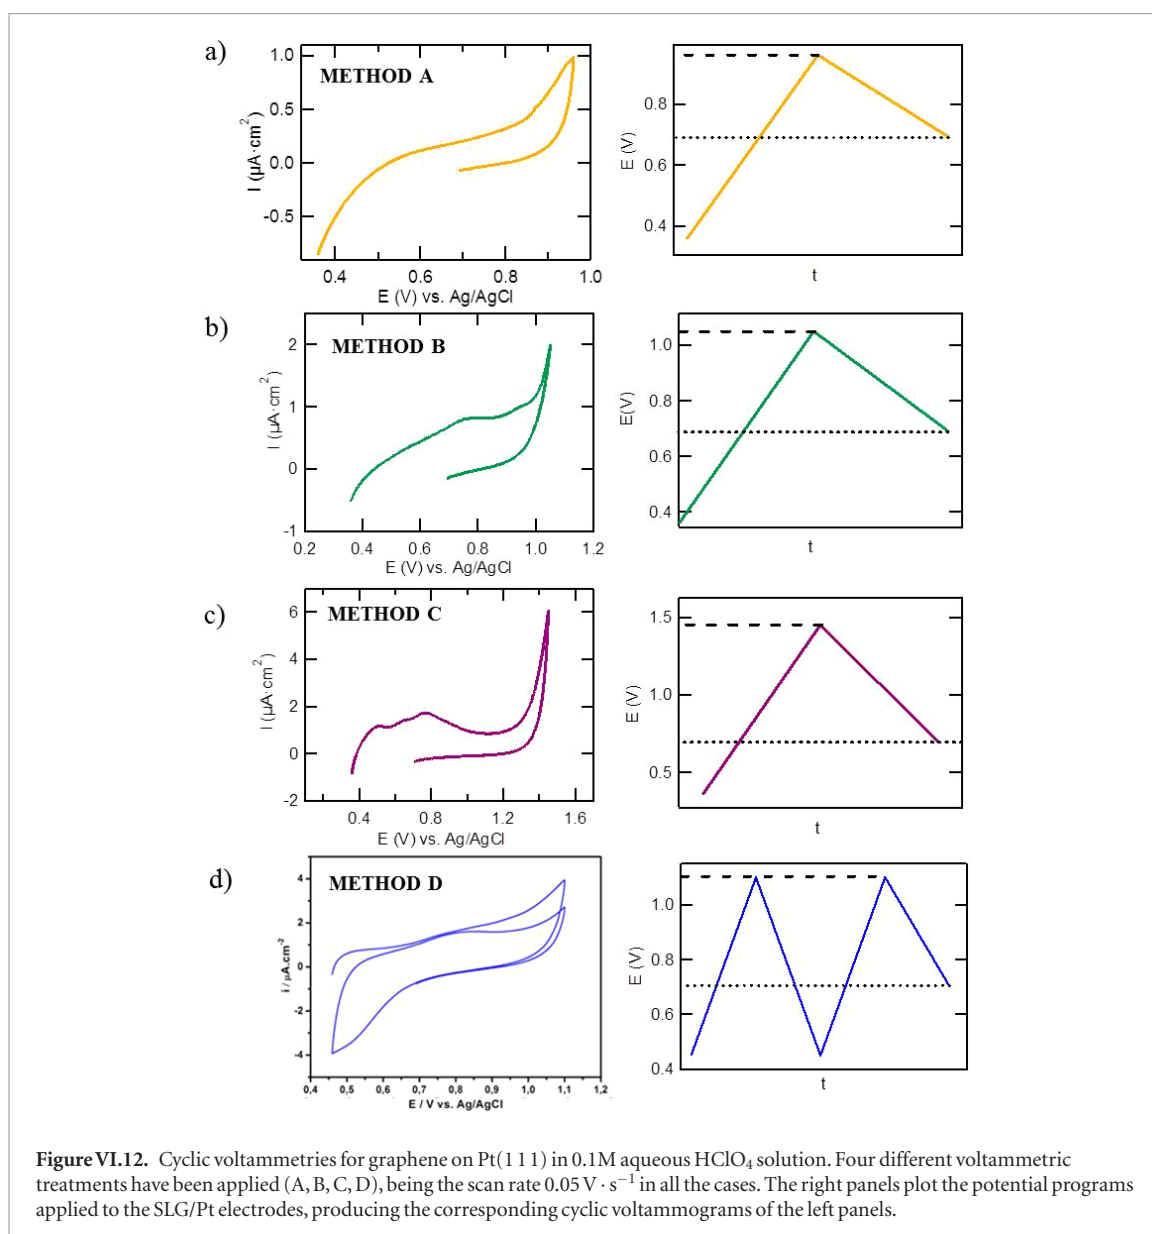 a)
METHOD A
1.0
0.5
0.0
-0.5
I (µA·cm²)
0.4
0.6
0.8
1.0
E (V) vs. Ag/AgCl
0.8
0.6
0.4
E (V)
t
b)
METHOD B
2
1
0
-1
I (µA·cm²)
0.2
0.4
0.6
0.8
1.0
1.2
E (V) vs. Ag/AgCl
1.0
0.8
0.6
0.4
E(V)
t
c)
METHOD C
6
4
2
0
-2
I (µA·cm²)
0.4
0.8
1.2
1.6
E (V) vs. Ag/AgCl
1.5
1.0
0.5
E (V)
t
d)
METHOD D
4
2
0
-2
-4
i / µA.cm⁻²
0,4
0,5
0,6
0,7
0,8
0,9
1,0
1,1
1,2
E / V vs. Ag/AgCl
1.0
0.8
0.6
0.4
E (V)
t
Figure VI.12. Cyclic voltammetries for graphene on Pt(1 1 1) in 0.1M aqueous HClO₄ solution. Four different voltammetric
treatments have been applied (A, B, C, D), being the scan rate 0.05 V · s⁻¹ in all the cases. The right panels plot the potential programs
applied to the SLG/Pt electrodes, producing the corresponding cyclic voltammograms of the left panels.